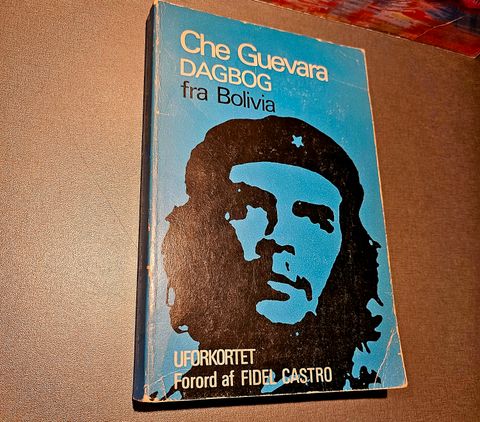 Che Guevara
DAGBOG
fra Bolivia
UFORKORTET
Forord af FIDEL CASTRO